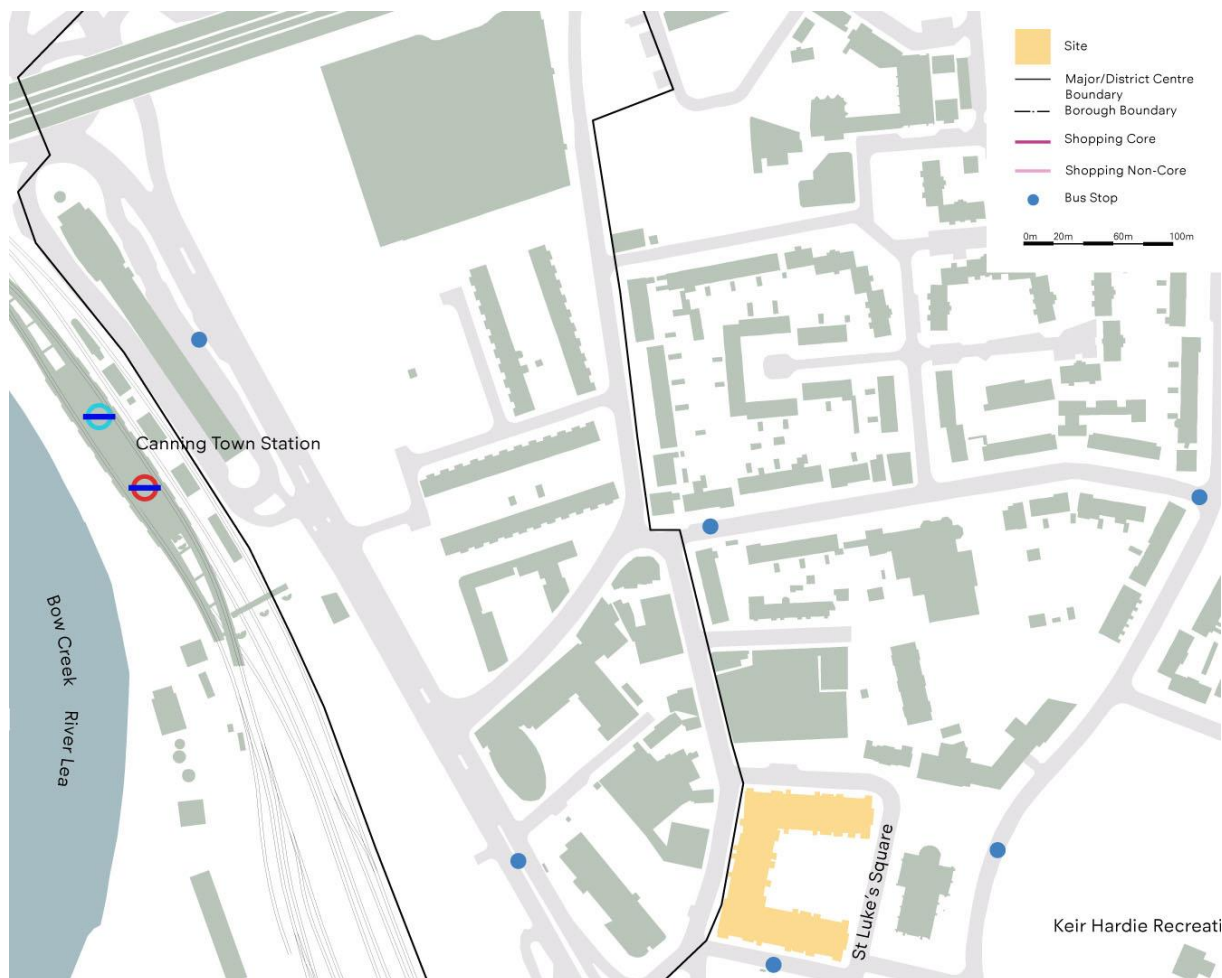 Site
Major/District Centre
Boundary
Borough Boundary
Shopping Core
Shopping Non-Core
Bus Stop
0m 20m 60m 100m
Canning Town Station
Bow Creek
River Lea
St Luke's Square
Keir Hardie Recreati